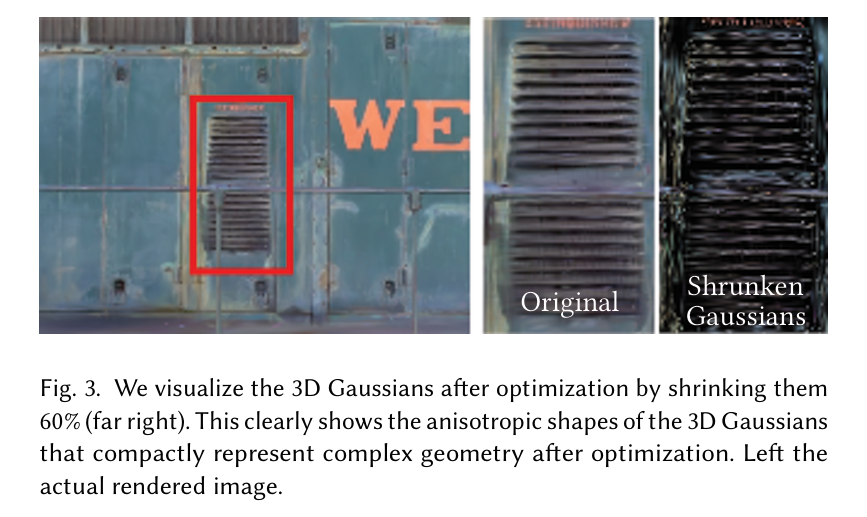 WE
Original
Shrunken
Gaussians
Fig. 3. We visualize the 3D Gaussians after optimization by shrinking them
60% (far right). This clearly shows the anisotropic shapes of the 3D Gaussians
that compactly represent complex geometry after optimization. Left the
actual rendered image.